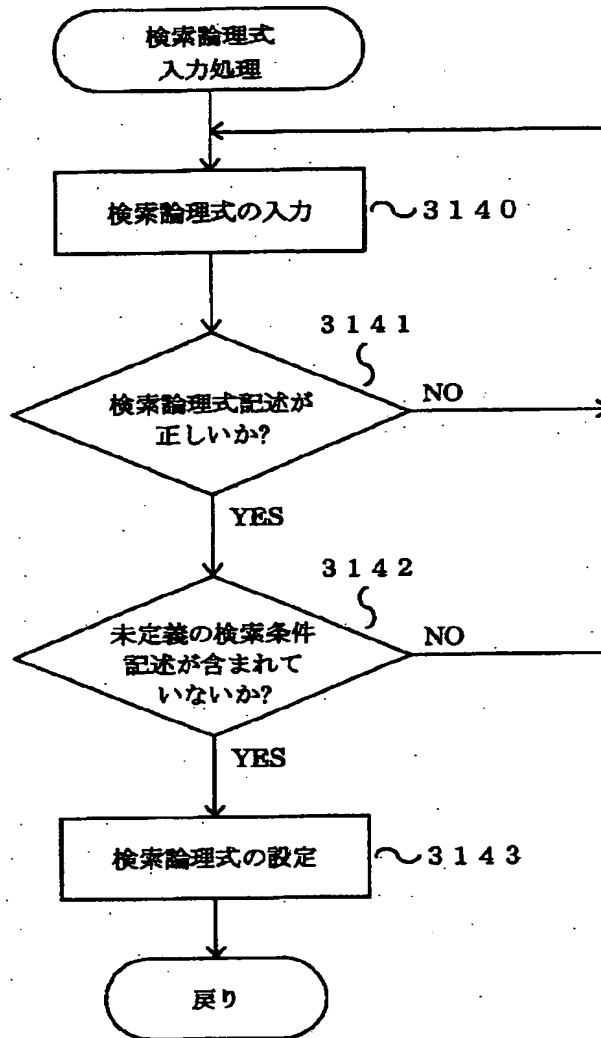 検索論理式
入力処理
検索論理式の入力
3140
3141
検索論理式記述が
正しいか?
NO
YES
3142
未定義の検索条件
記述が含まれて
いないか?
NO
YES
検索論理式の設定
3143
戻り